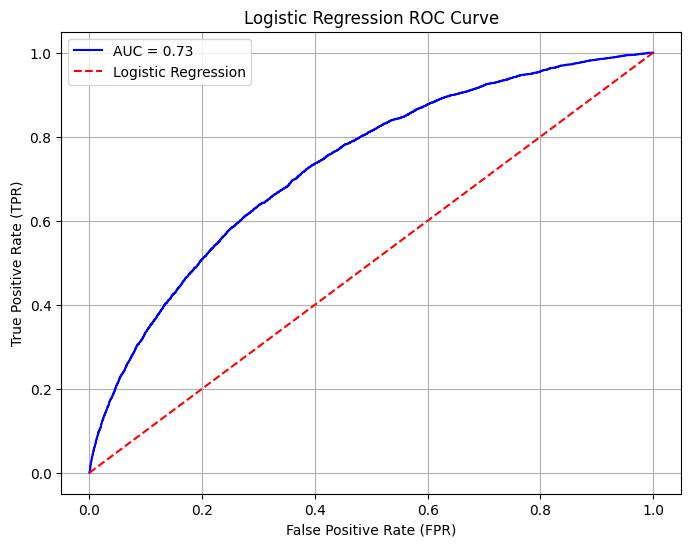 Logistic Regression ROC Curve
AUC = 0.73
Logistic Regression
True Positive Rate (TPR)
1.0
0.8
0.6
0.4
0.2
0.0
0.0 0.2 0.4 0.6 0.8 1.0
False Positive Rate (FPR)